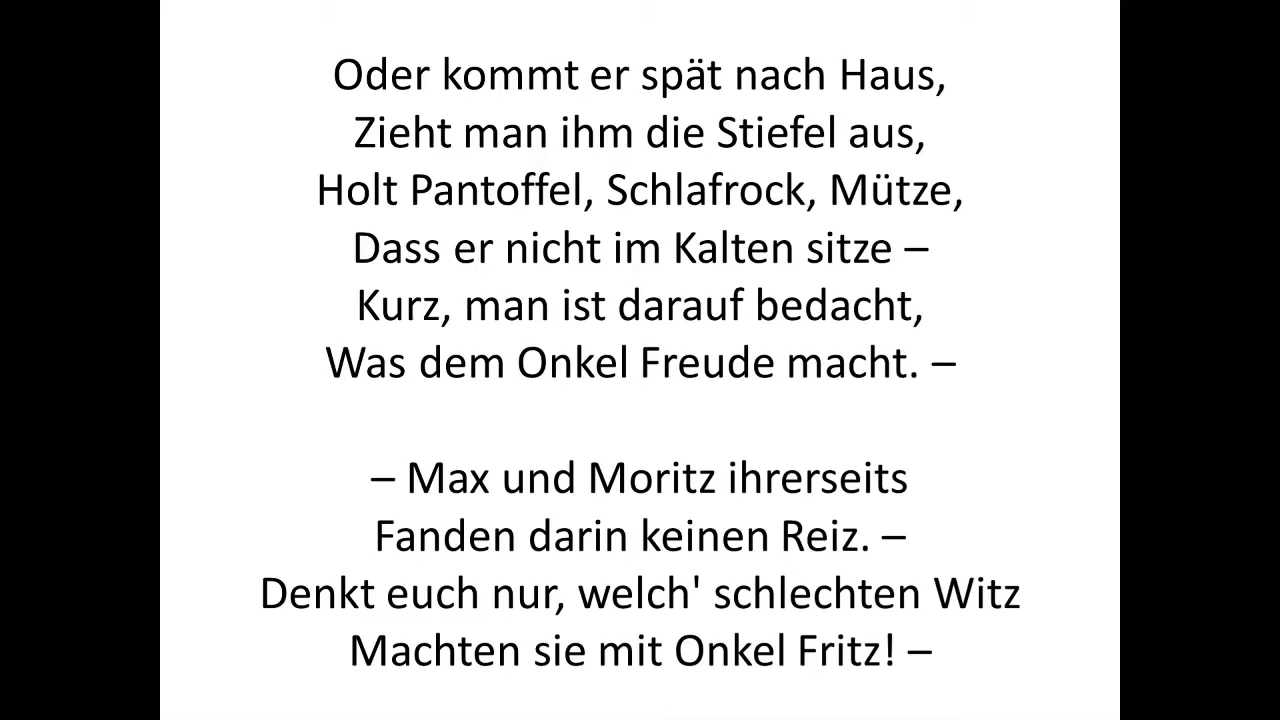 Oder kommt er spät nach Haus,
Zieht man ihm die Stiefel aus,
Holt Pantoffel, Schlafrock, Mütze,
Dass er nicht im Kalten sitze –
Kurz, man ist darauf bedacht,
Was dem Onkel Freude macht. –
– Max und Moritz ihrerseits
Fanden darin keinen Reiz. –
Denkt euch nur, welch' schlechten Witz
Machten sie mit Onkel Fritz! –